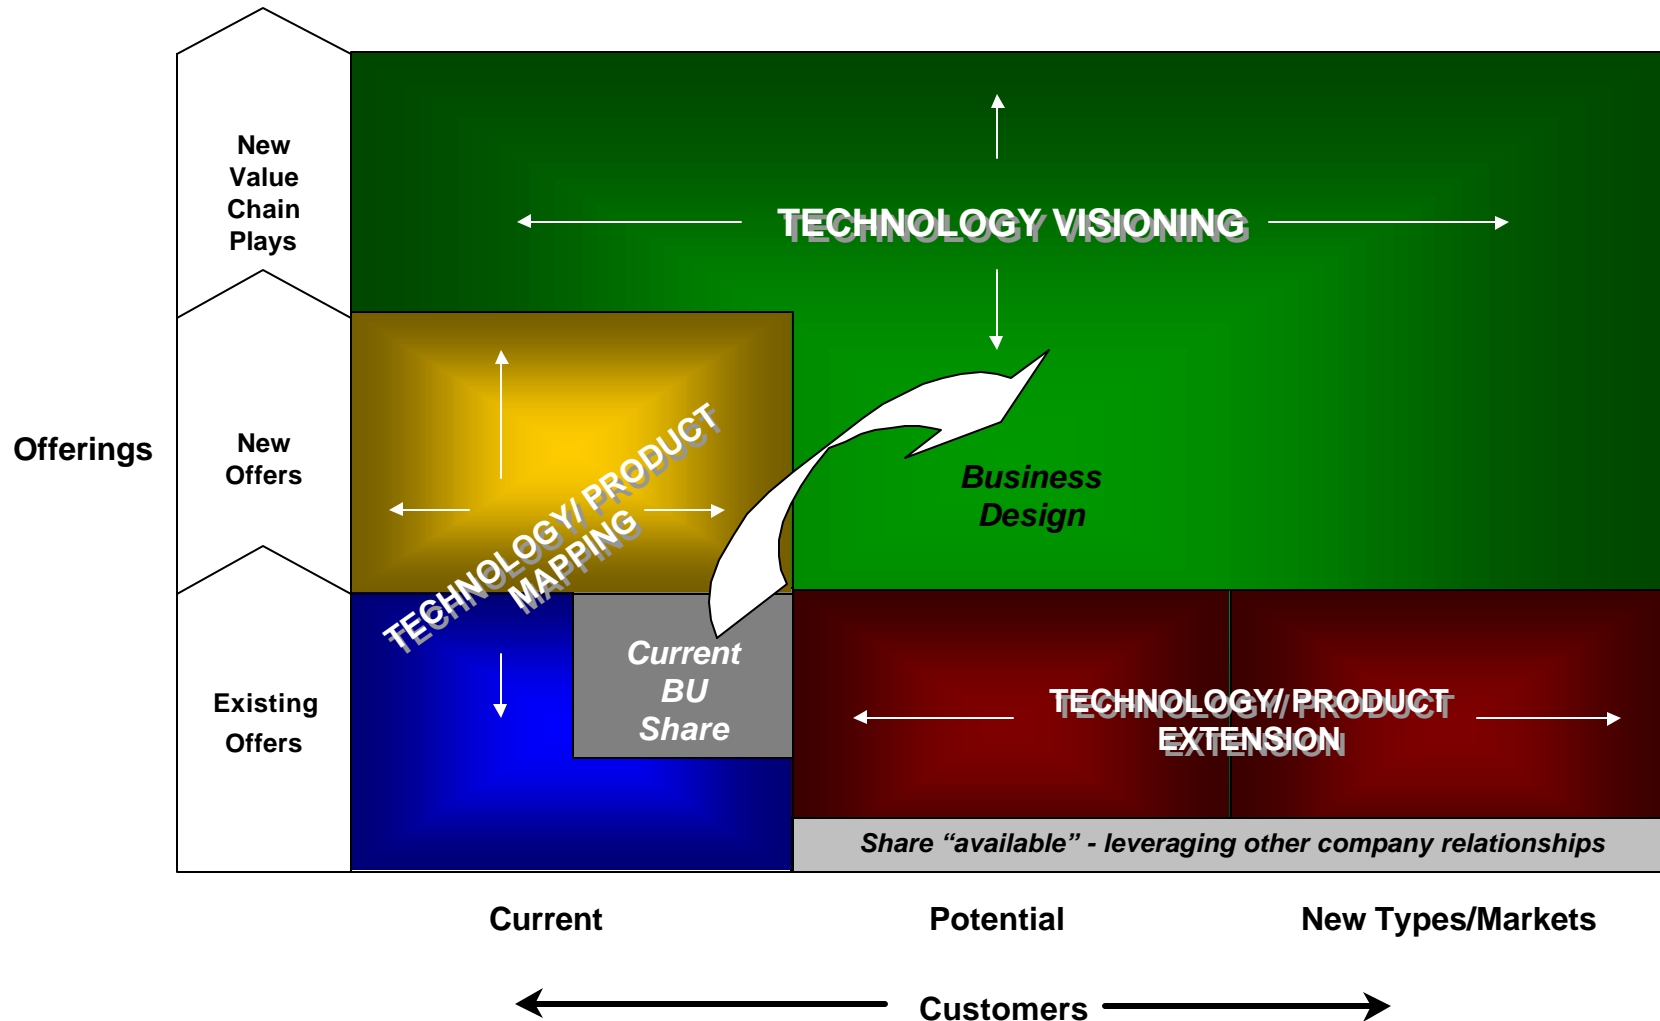 New
Value
Chain
Plays
TECHNOLOGY VISIONING
Offerings
New
Offers
TECHNOLOGY/ PRODUCT
MAPPING
Business
Design
Existing
Offers
Current
BU
Share
TECHNOLOGY/ PRODUCT
EXTENSION
Share “available” - leveraging other company relationships
Current
Potential
New Types/Markets
Customers